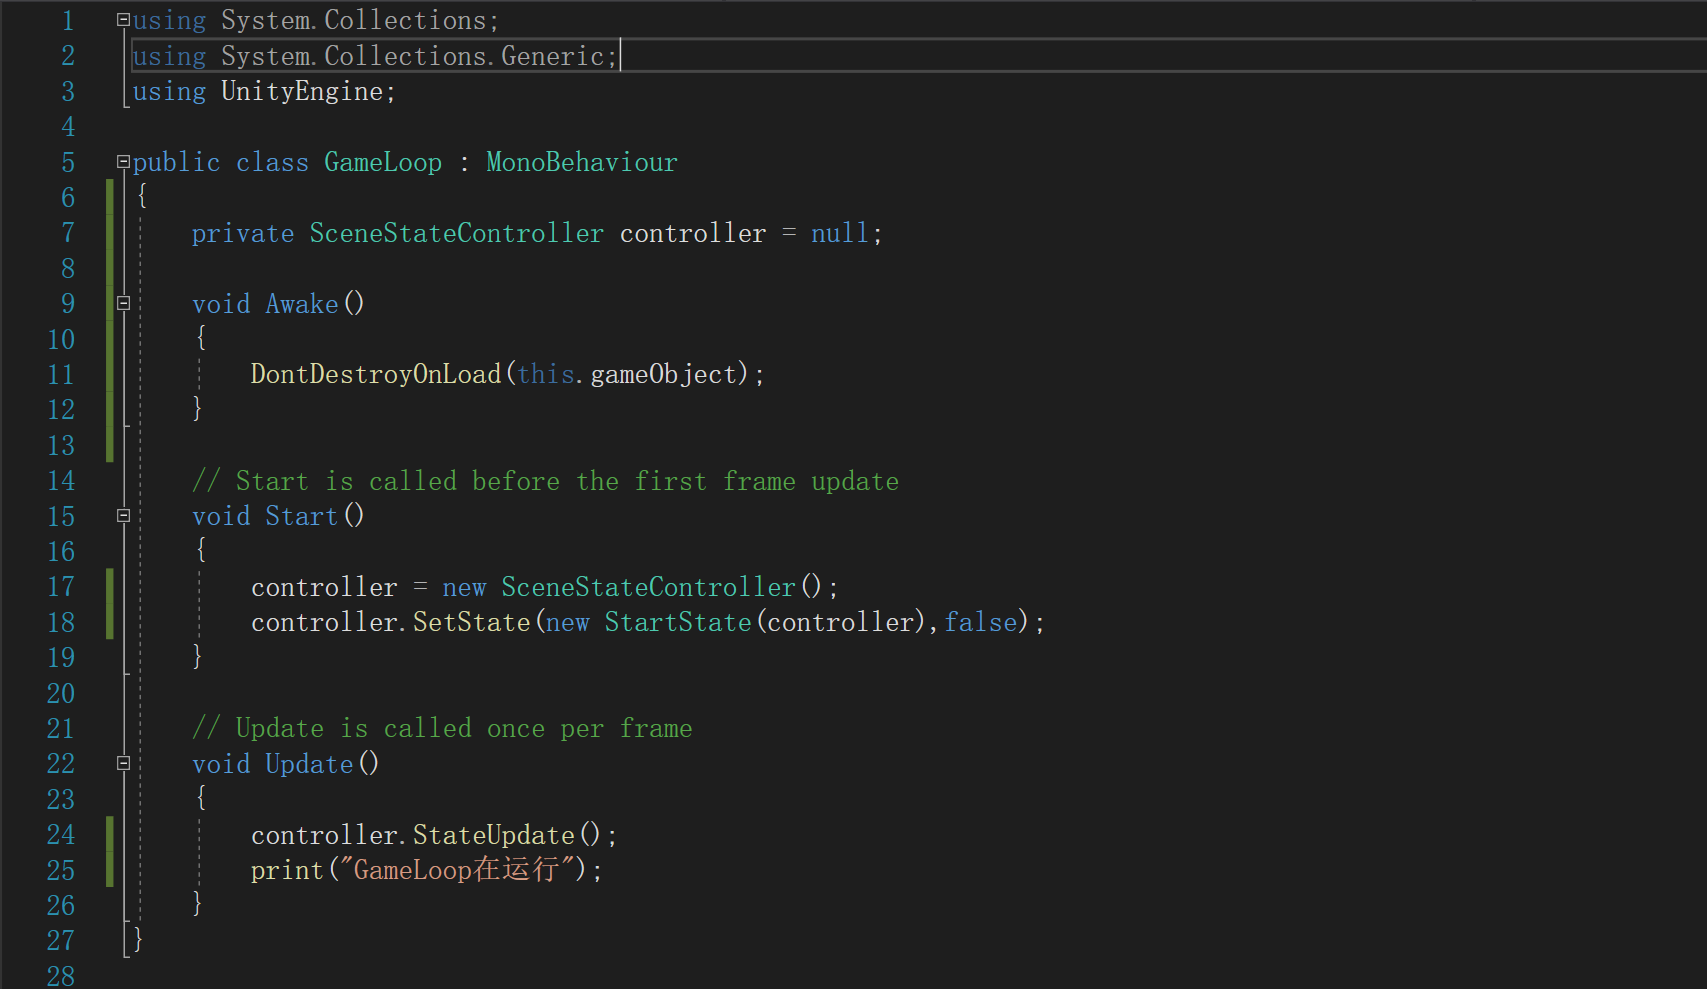 1 using System.Collections;
2 using System.Collections.Generic;
3 using UnityEngine;
4
5 public class GameLoop : MonoBehaviour
6 {
7     private SceneStateController controller = null;
8
9     void Awake()
10     {
11         DontDestroyOnLoad(this.gameObject);
12     }
13
14     // Start is called before the first frame update
15     void Start()
16     {
17         controller = new SceneStateController();
18         controller.SetState(new StartState(controller),false);
19     }
20
21     // Update is called once per frame
22     void Update()
23     {
24         controller.StateUpdate();
25         print("GameLoop在运行");
26     }
27 }
28